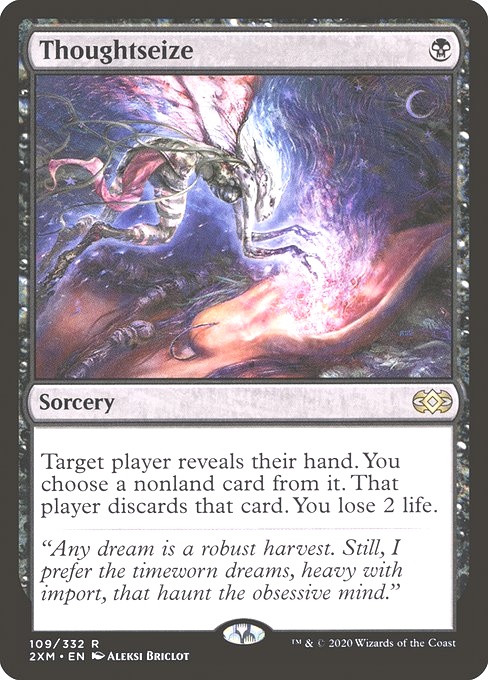 Thoughtseize
Sorcery
Target player reveals their hand. You
choose a nonland card from it. That
player discards that card. You lose 2 life.
“Any dream is a robust harvest. Still, I
prefer the timeworn dreams, heavy with
import, that haunt the obsessive mind.”
109/332 R
2XM • EN ALEKSI BRICLOT
™ & © 2020 Wizards of the Coast